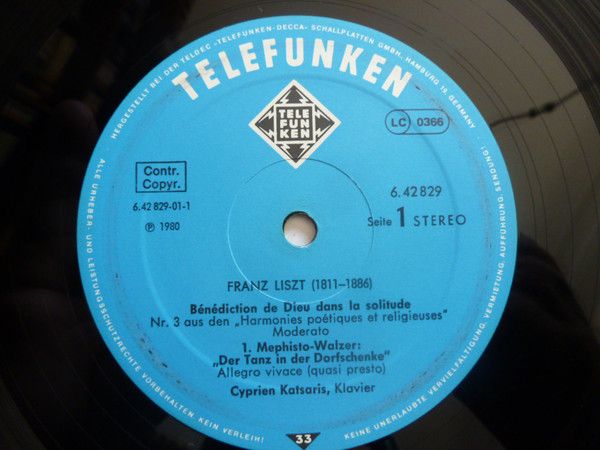 HERGESTELLT BEI DER TELDEC »TELEFUNKEN-DECCA« SCHALLPLATTEN GMBH, HAMBURG 19, GERMANY
TELEFUNKEN
TELE
FUN
KEN
LC 0366
Contr.
Copyr.
6.42 829-01-1
℗ 1980
6.42829
Seite 1 STEREO
FRANZ LISZT (1811–1886)
Bénédiction de Dieu dans la solitude
Nr. 3 aus den „Harmonies poétiques et religieuses"
Moderato
1. Mephisto-Walzer:
„Der Tanz in der Dorfschenke"
Allegro vivace (quasi presto)
Cyprien Katsaris, Klavier
33
ALLE URHEBER- UND LEISTUNGSSCHUTZRECHTE VORBEHALTEN KEIN VERLEIH!
KEINE UNERLAUBTE VERVIELFÄLTIGUNG, VERMIETUNG, AUFFÜHRUNG, SENDUNG!